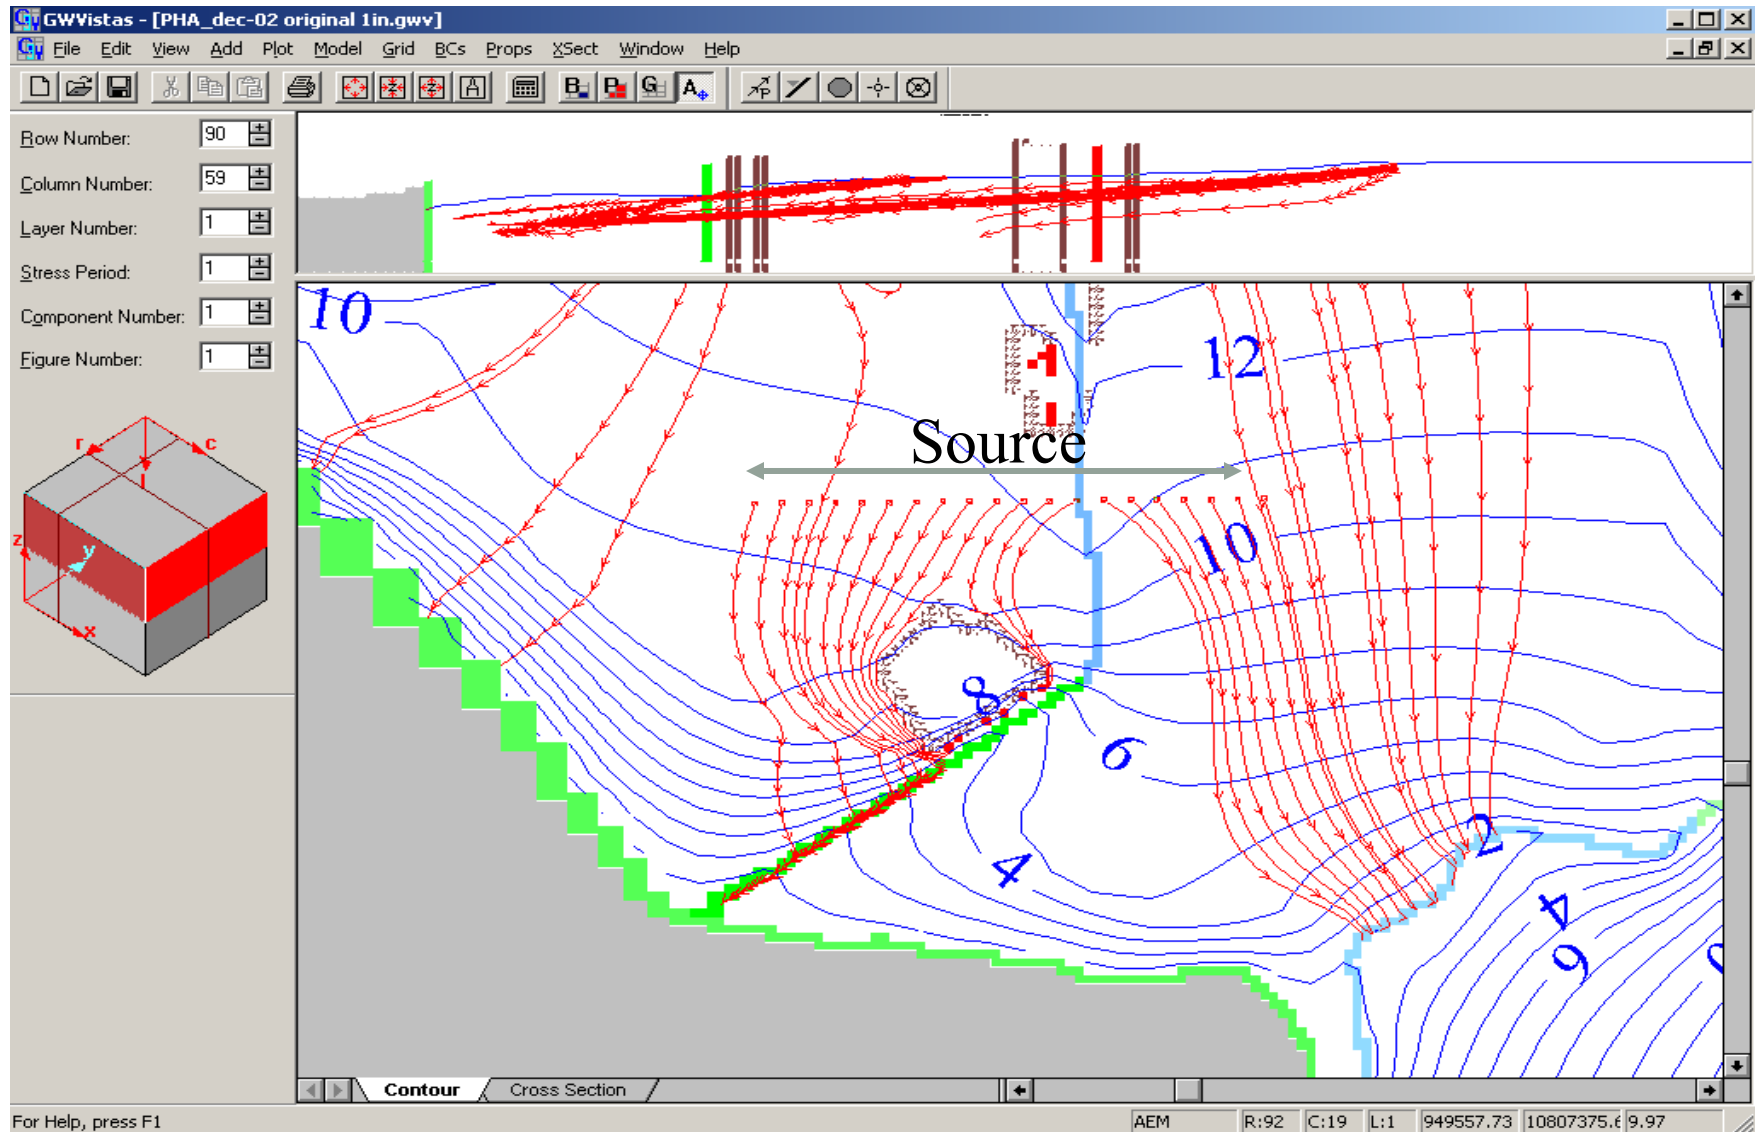 GWVistas - [PHA_dec-02 original 1in.gwv]
File Edit View Add Plot Model Grid BCs Props XSect Window Help
Row Number: 90
Column Number: 59
Layer Number: 1
Stress Period: 1
Component Number: 1
Figure Number: 1
r c
z y
x
10
12
Source
10
8
6
4
2
4
6
Contour Cross Section
For Help, press F1 AEM R:92 C:19 L:1 949557.73 10807375.6 9.97